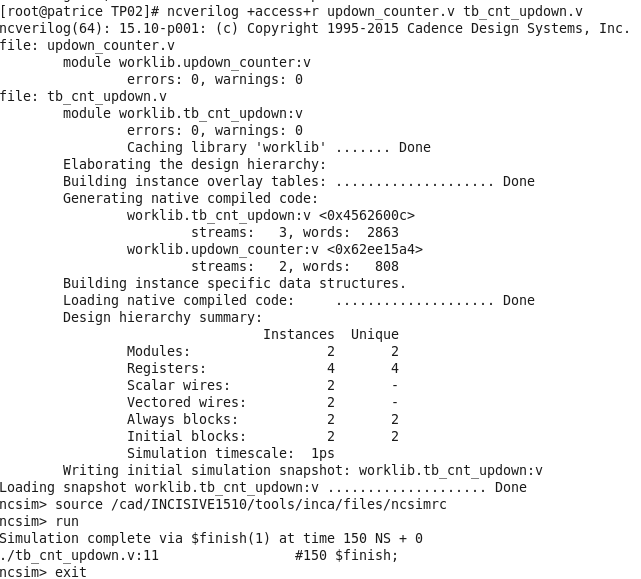 [root@patrice TP02]# ncverilog +access+r updown_counter.v tb_cnt_updown.v
ncverilog(64): 15.10-p001: (c) Copyright 1995-2015 Cadence Design Systems, Inc.
file: updown_counter.v
        module worklib.updown_counter:v
                errors: 0, warnings: 0
file: tb_cnt_updown.v
        module worklib.tb_cnt_updown:v
                errors: 0, warnings: 0
                Caching library 'worklib' ....... Done
        Elaborating the design hierarchy:
        Building instance overlay tables: .................... Done
        Generating native compiled code:
                worklib.tb_cnt_updown:v <0x4562600c>
                        streams:   3, words:  2863
                worklib.updown_counter:v <0x62ee15a4>
                        streams:   2, words:   808
        Building instance specific data structures.
        Loading native compiled code:     .................... Done
        Design hierarchy summary:
                                 Instances  Unique
                Modules:                 2       2
                Registers:               4       4
                Scalar wires:            2       -
                Vectored wires:          2       -
                Always blocks:           2       2
                Initial blocks:          2       2
                Simulation timescale:  1ps
        Writing initial simulation snapshot: worklib.tb_cnt_updown:v
Loading snapshot worklib.tb_cnt_updown:v .................... Done
ncsim> source /cad/INCISIVE1510/tools/inca/files/ncsimrc
ncsim> run
Simulation complete via $finish(1) at time 150 NS + 0
./tb_cnt_updown.v:11                 #150 $finish;
ncsim> exit